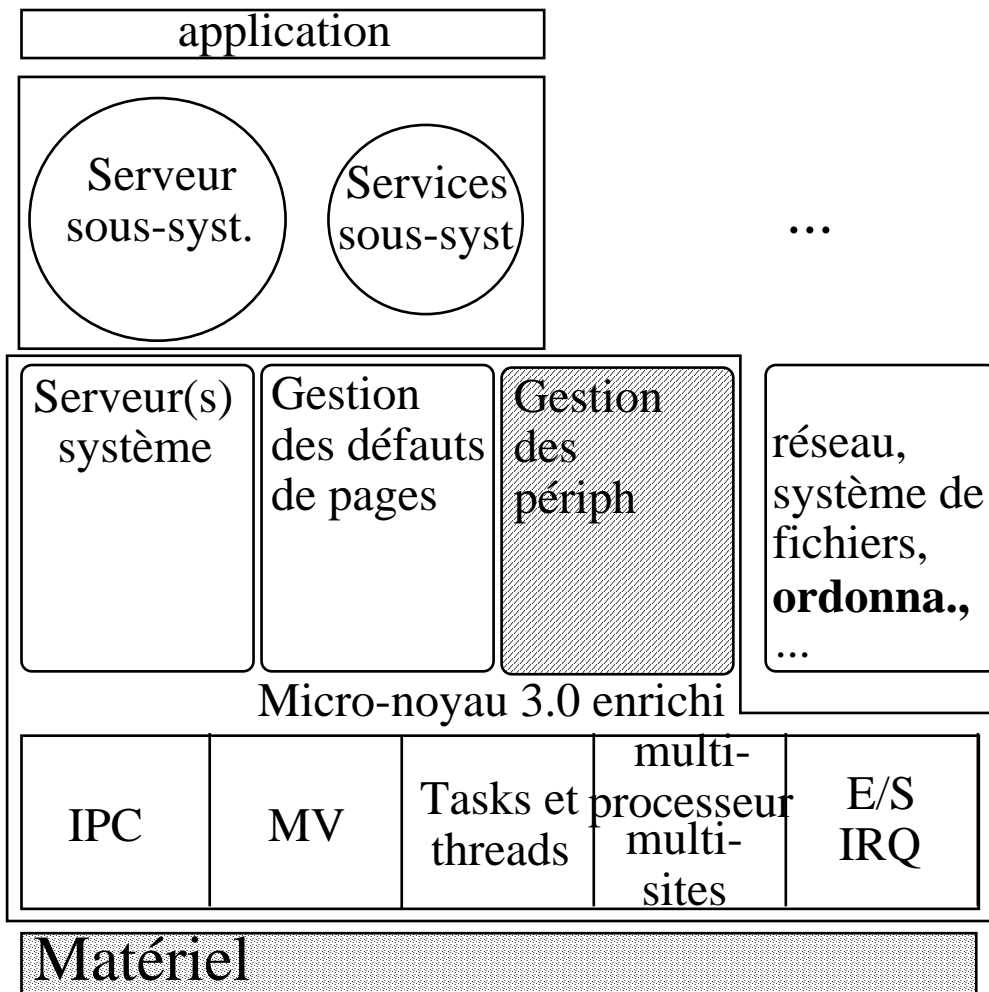 application
Serveur
sous-syst.
Services
sous-syst
...
Serveur(s)
système
Gestion
des défauts
de pages
Gestion
des
périph
réseau,
système de
fichiers,
ordonna.,
...
Micro-noyau 3.0 enrichi
IPC
MV
Tasks et
threads
multi-
processeur
multi-
sites
E/S
IRQ
Matériel